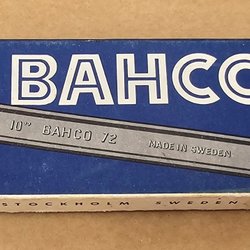 BAHCO
10" BAHCO 72 MADE IN SWEDEN
STOCKHOLM SWEDEN